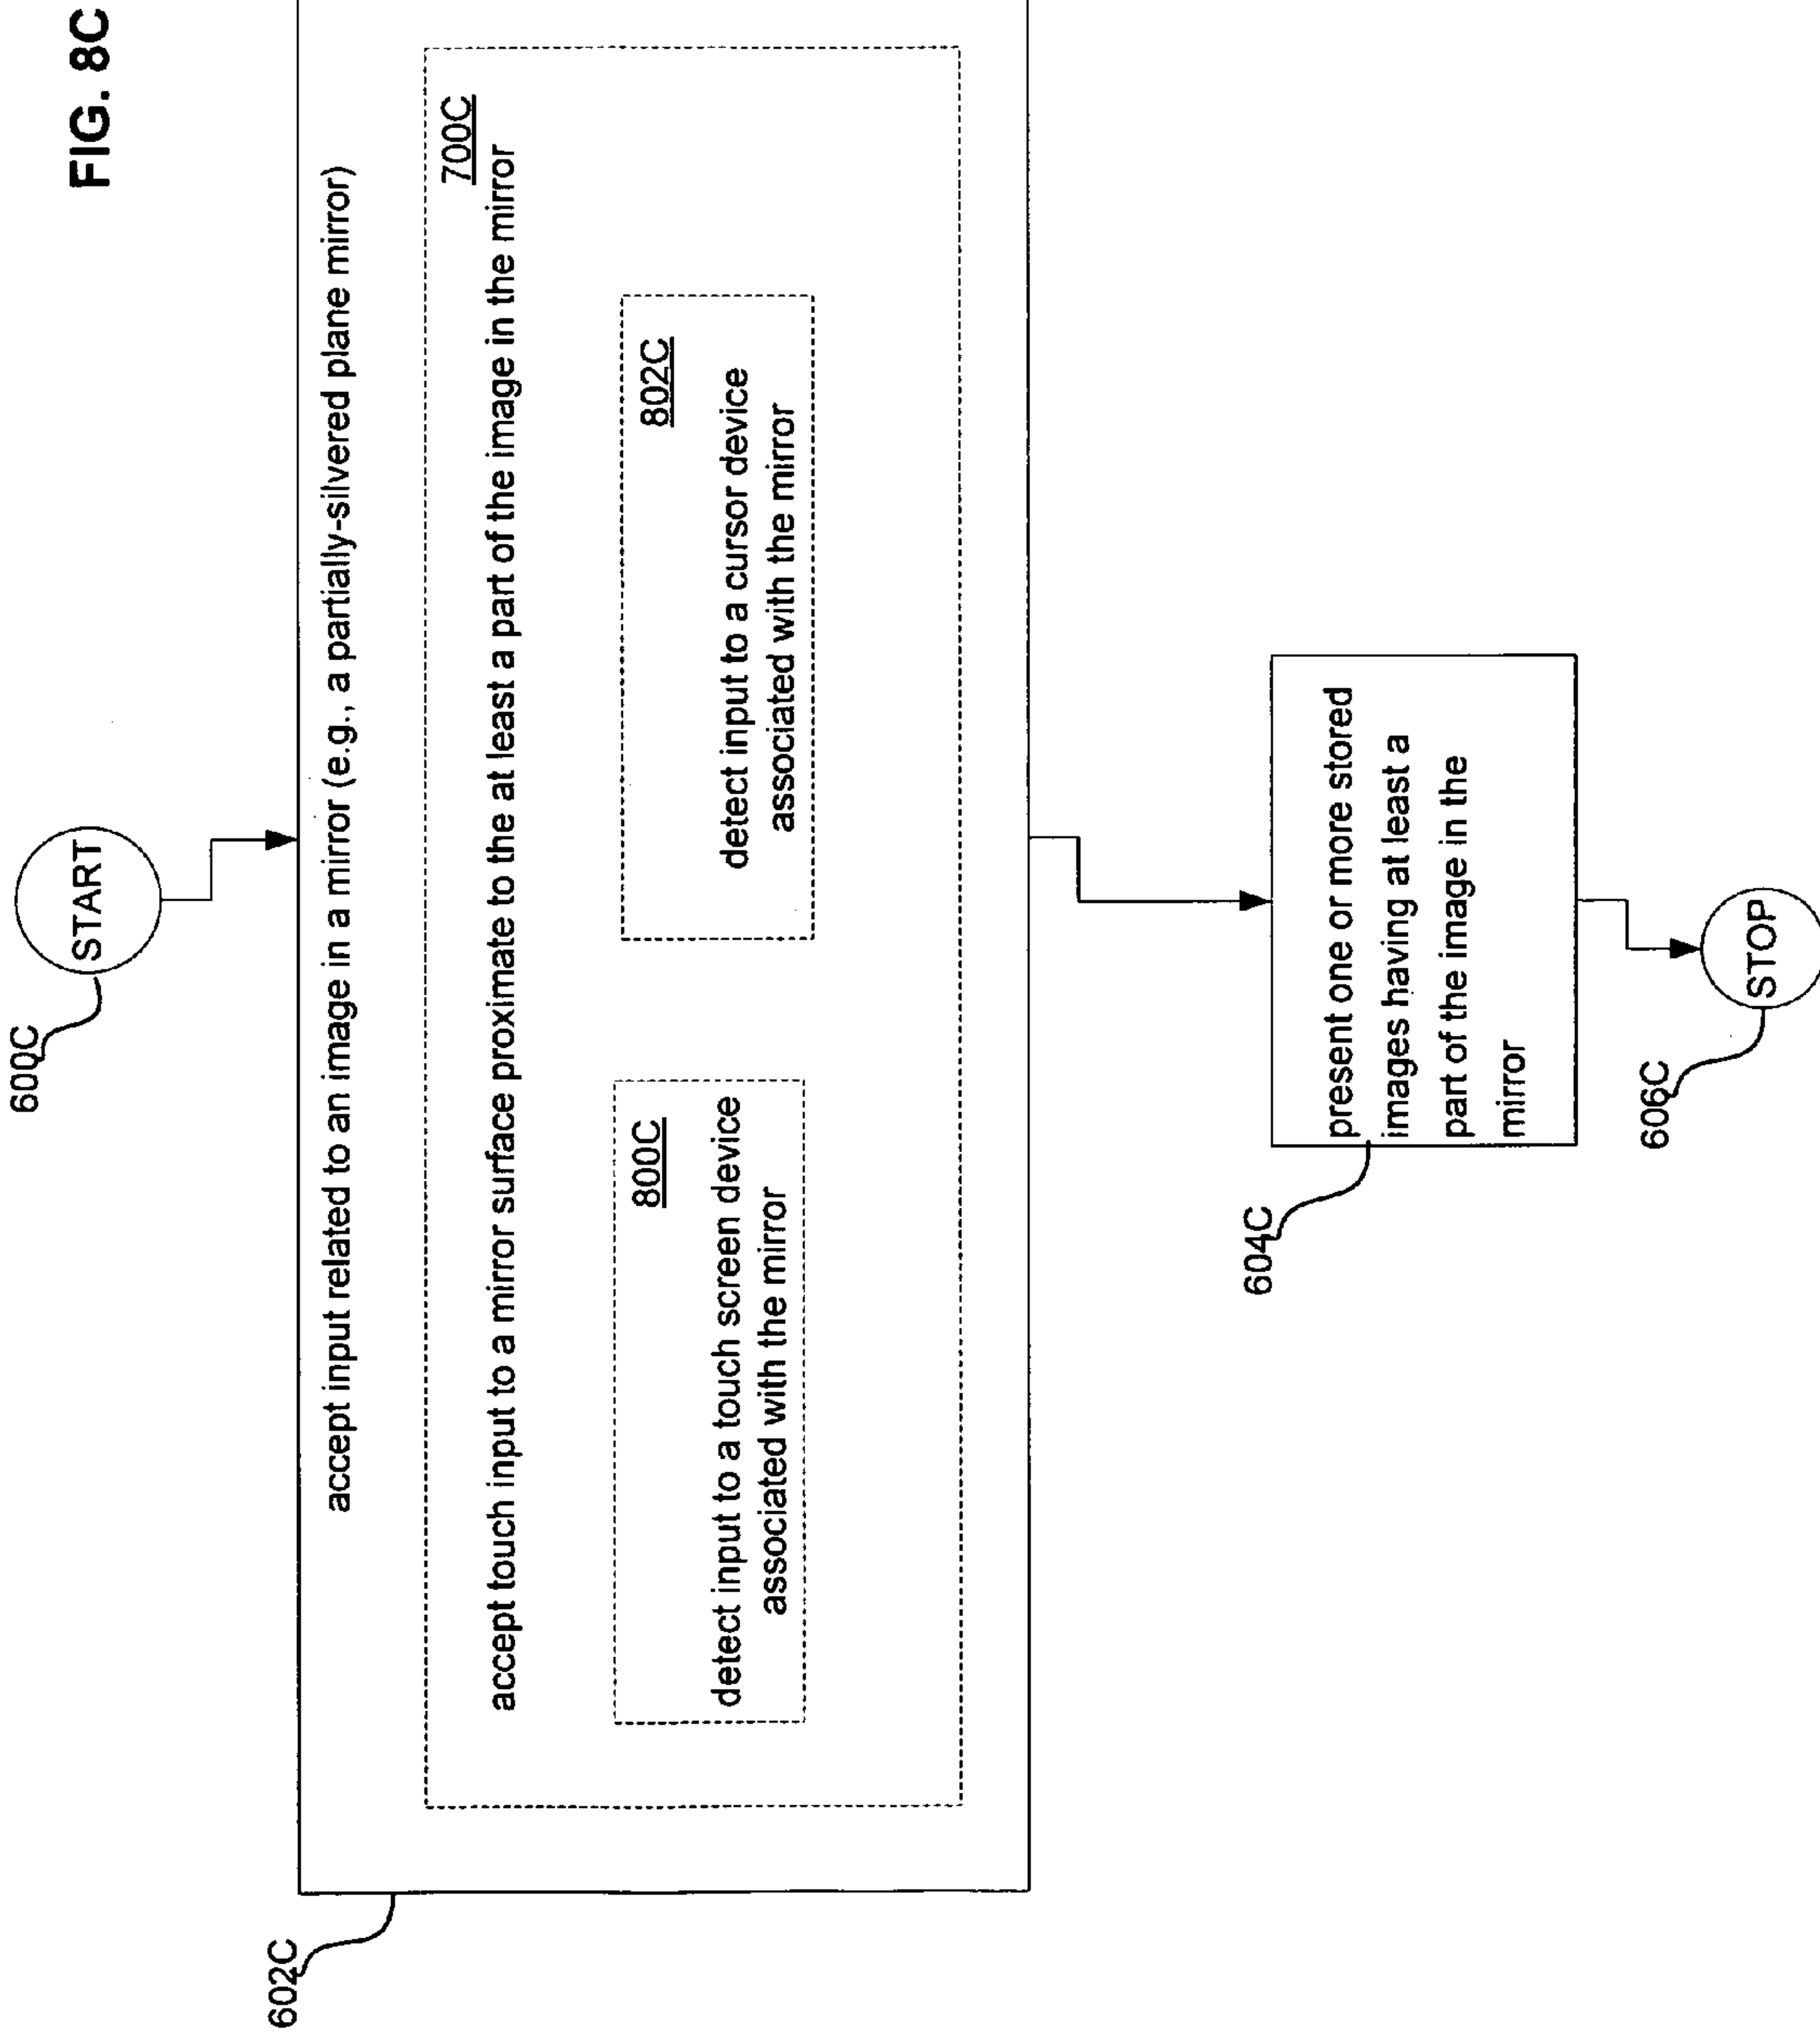 FIG. 8C
600C
START
602C
accept input related to an image in a mirror (e.g., a partially-silvered plane mirror)
700C
accept touch input to a mirror surface proximate to the at least a part of the image in the mirror
800C
detect input to a touch screen device
associated with the mirror
802C
detect input to a cursor device
associated with the mirror
604C
present one or more stored
images having at least a
part of the image in the
mirror
606C
STOP